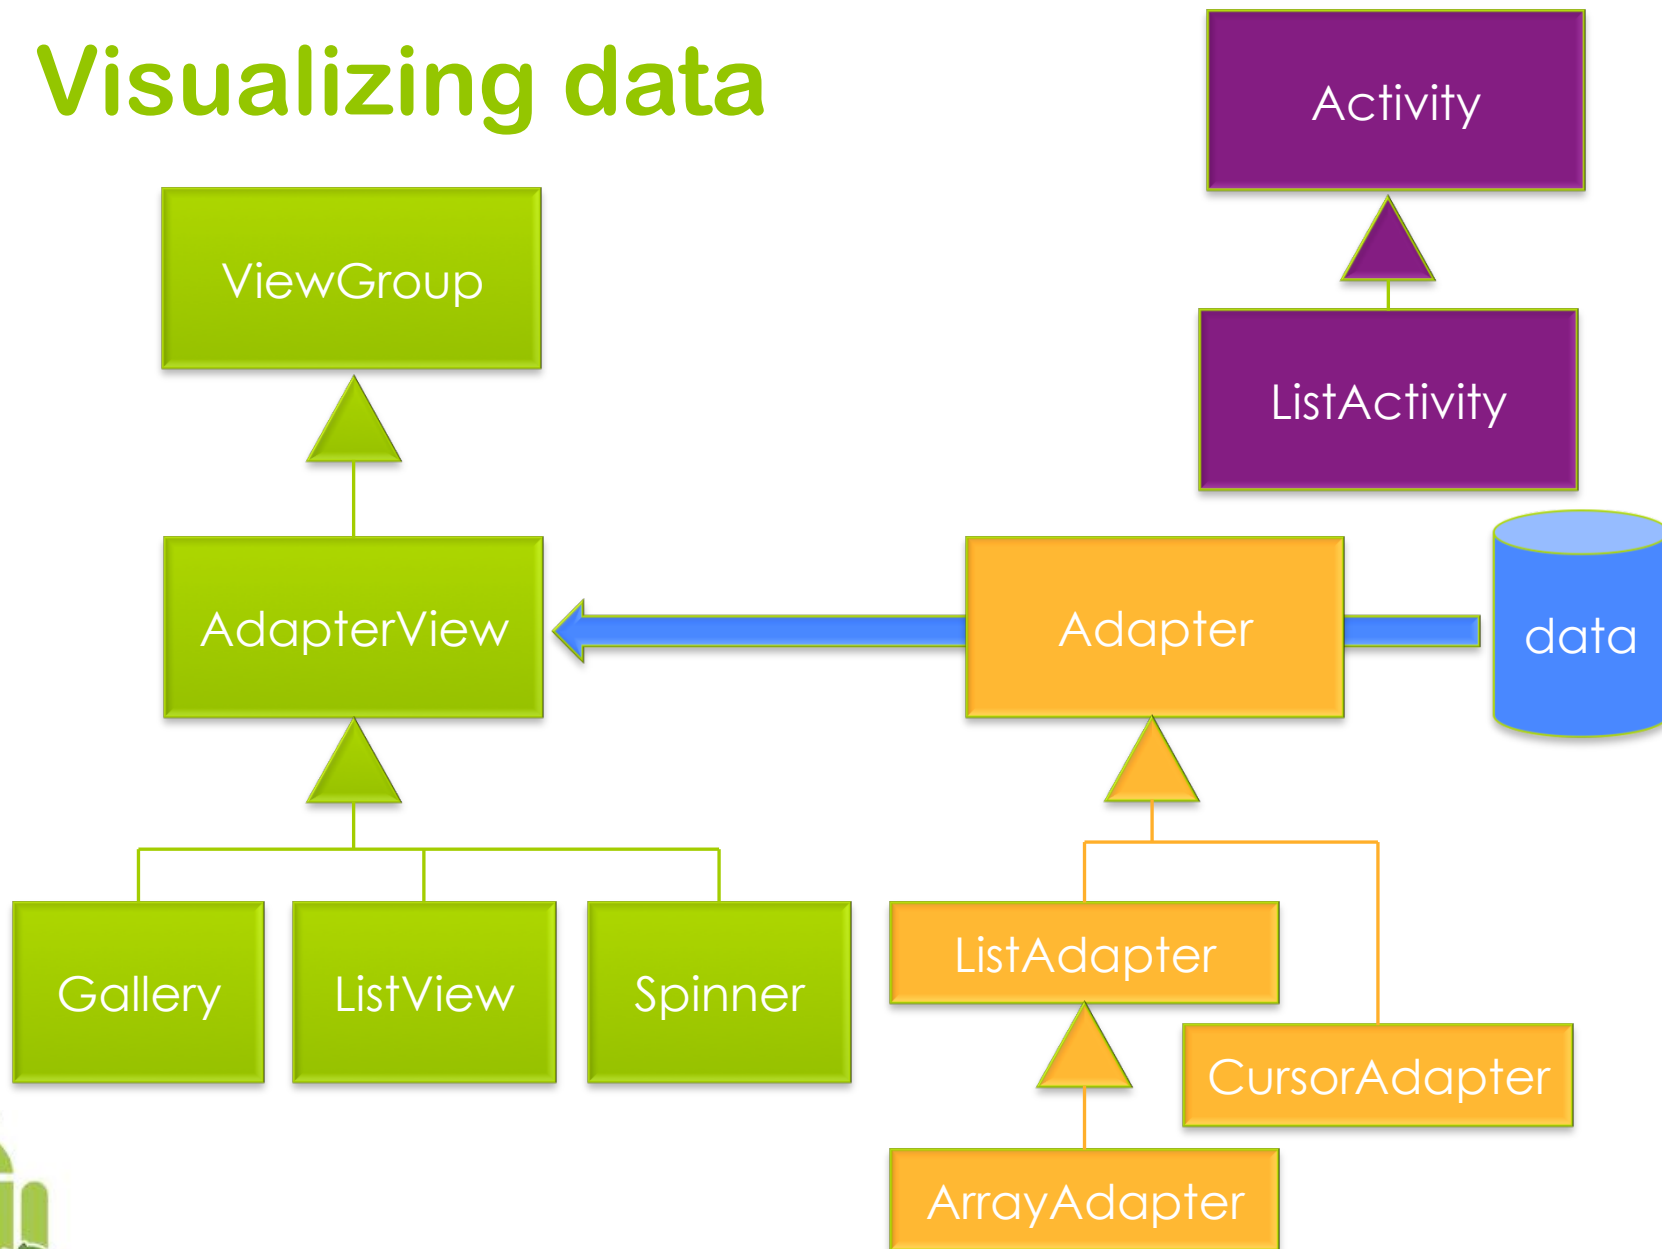 Visualizing data
Activity
ViewGroup
ListActivity
AdapterView
Adapter
data
Gallery
ListView
Spinner
ListAdapter
CursorAdapter
ArrayAdapter